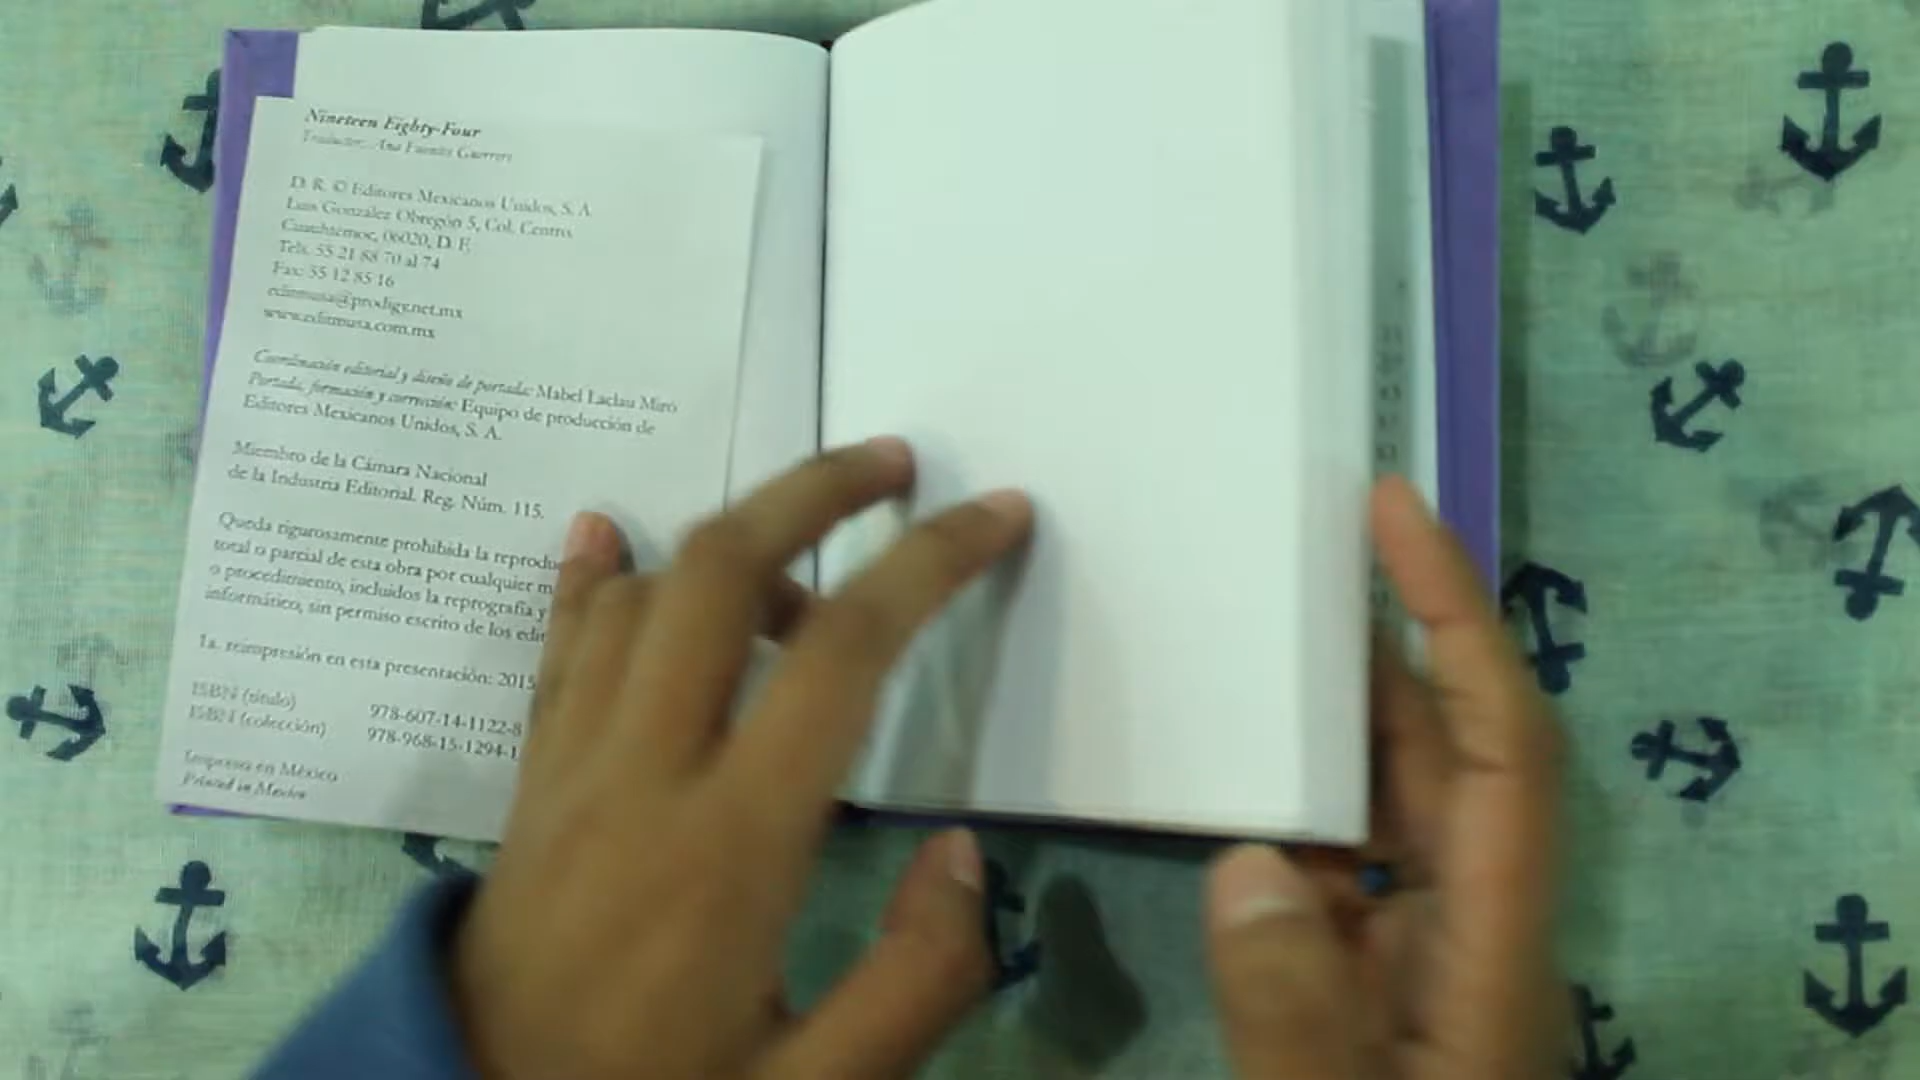 Nineteen Eighty-Four
Traductor: Ana Fuentes Guerrero
D. R. © Editores Mexicanos Unidos, S. A.
Luis González Obregón 5, Col. Centro,
Cuauhtémoc, 06020, D. F.
Tels. 55 21 88 70 al 74
Fax: 55 12 85 16
editmusa@prodigy.net.mx
www.editmusa.com.mx
Coordinación editorial y diseño de portada: Mabel Laclau Miró
Portada, formación y corrección: Equipo de producción de
Editores Mexicanos Unidos, S. A.
Miembro de la Cámara Nacional
de la Industria Editorial. Reg. Núm. 115.
Queda rigurosamente prohibida la reprodu
total o parcial de esta obra por cualquier m
o procedimiento, incluidos la reprografía y
informático, sin permiso escrito de los edit
1a. reimpresión en esta presentación: 2015
ISBN (título) 978-607-14-1122-8
ISBN (colección) 978-968-15-1294-1
Impreso en México
Printed in Mexico